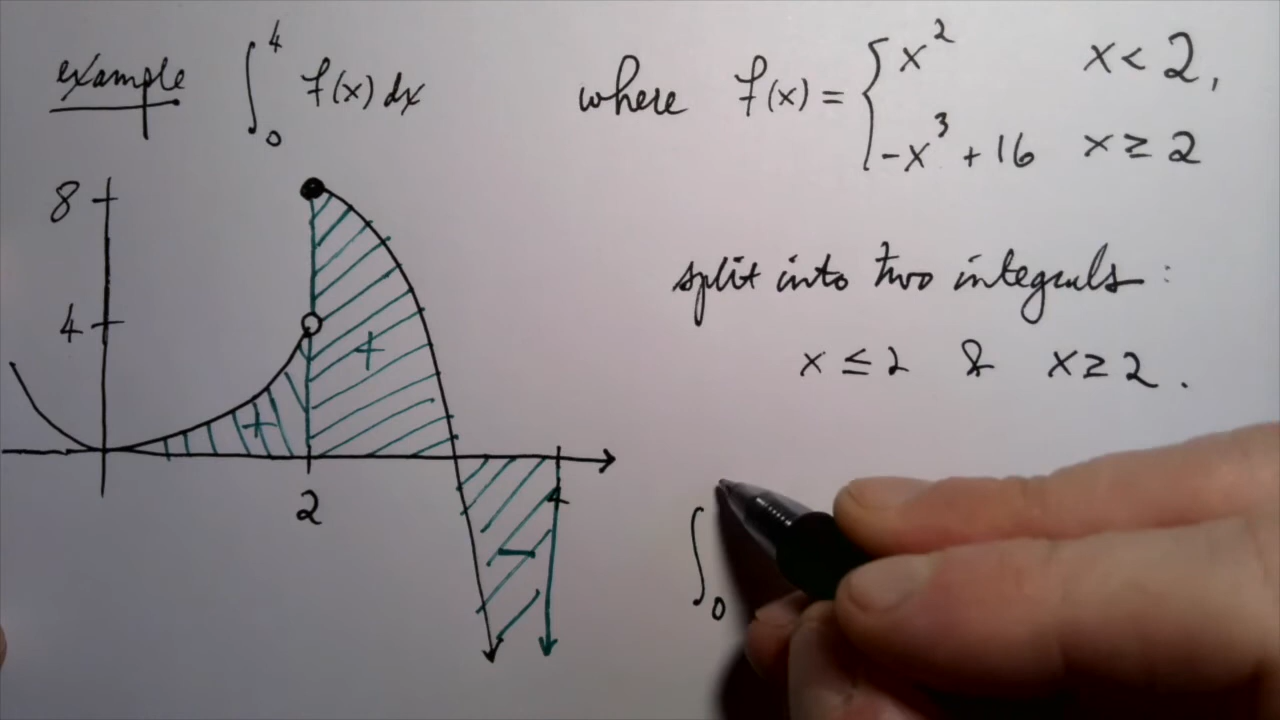 example ∫₀⁴ f(x) dx where f(x) = { x² x < 2,
-x³ + 16 x ≥ 2
8
split into two integrals :
4
+
x ≤ 2 & x ≥ 2 .
+
2
4
−
∫₀